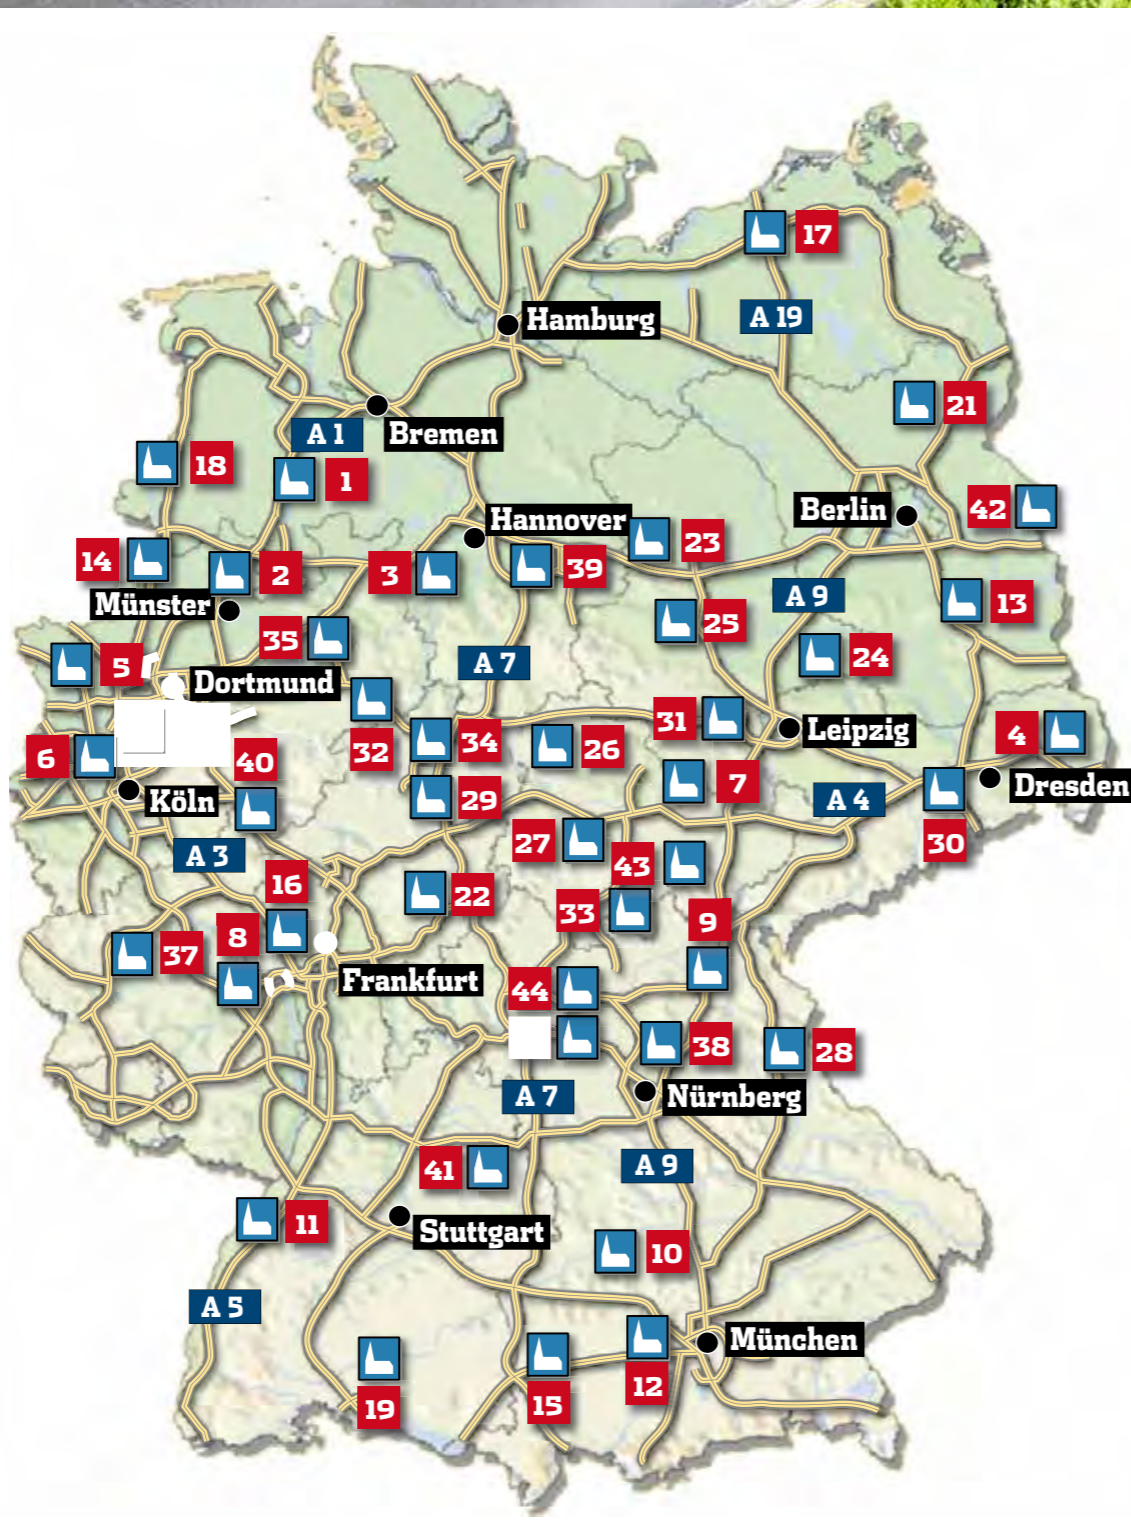 17
Hamburg
A 19
21
A 1
Bremen
18
1
Hannover
Berlin
42
23
14
2
3
39
Münster
A 9
13
35
25
5
Dortmund
A 7
24
31
Leipzig
4
6
40
32
34
26
Köln
29
7
A 4
Dresden
A 3
27
43
30
16
22
33
9
8
37
Frankfurt
44
38
28
A 7
Nürnberg
41
A 9
11
Stuttgart
10
A 5
München
19
15
12